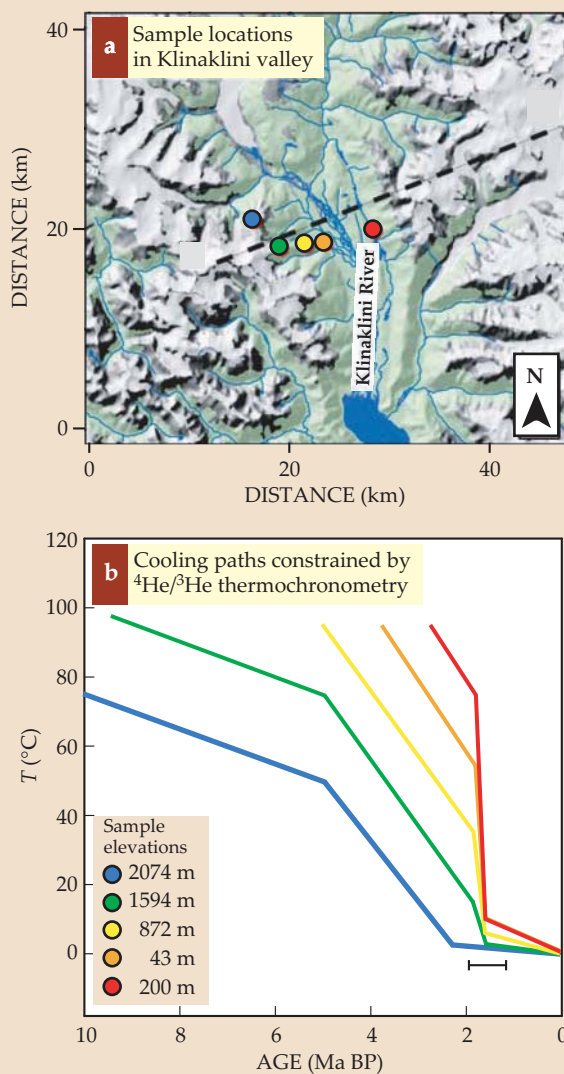 40
a
Sample locations
in Klinaklini valley
DISTANCE (km)
20
Klinaklini River
N
0
0
20
40
DISTANCE (km)
120
b
Cooling paths constrained by
⁴He/³He thermochronometry
100
80
T (°C)
60
40
20
0
Sample
elevations
2074 m
1594 m
872 m
43 m
200 m
10
8
6
4
2
0
AGE (Ma BP)